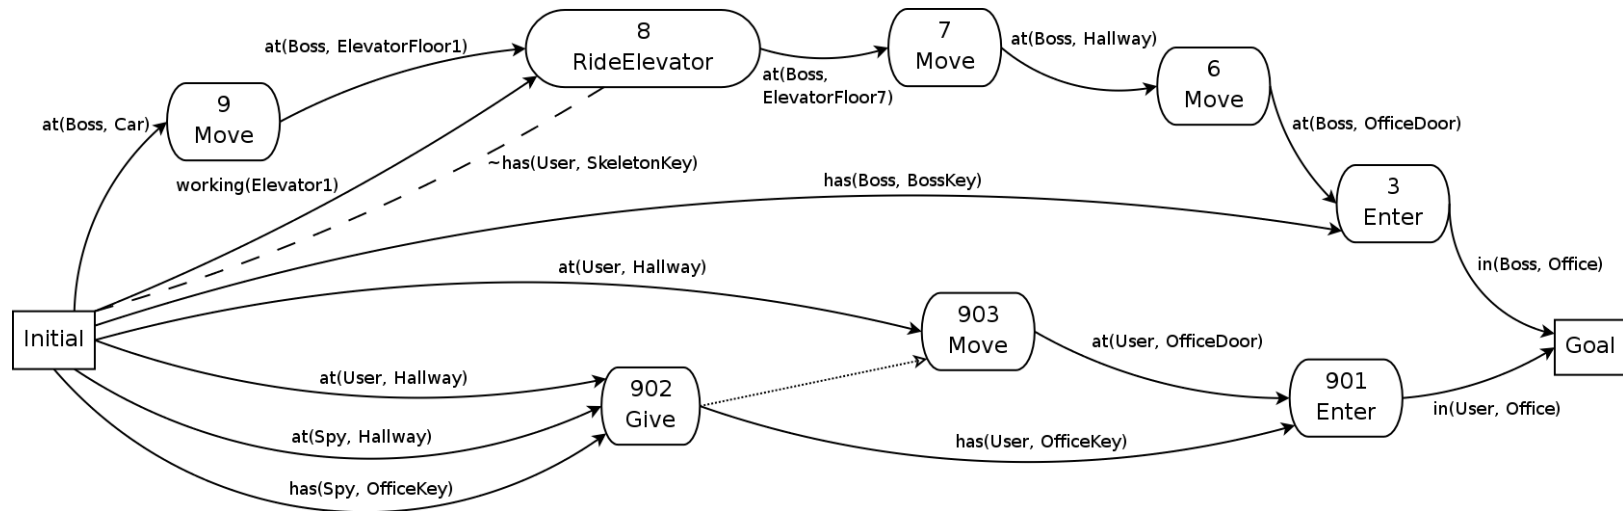 8
RideElevator
7
Move
at(Boss, Hallway)
at(Boss, ElevatorFloor1)
at(Boss,
ElevatorFloor7)
6
Move
9
Move
at(Boss, Car)
at(Boss, OfficeDoor)
~has(User, SkeletonKey)
working(Elevator1)
has(Boss, BossKey)
3
Enter
at(User, Hallway)
in(Boss, Office)
Initial
903
Move
at(User, OfficeDoor)
Goal
at(User, Hallway)
902
Give
901
Enter
in(User, Office)
at(Spy, Hallway)
has(User, OfficeKey)
has(Spy, OfficeKey)